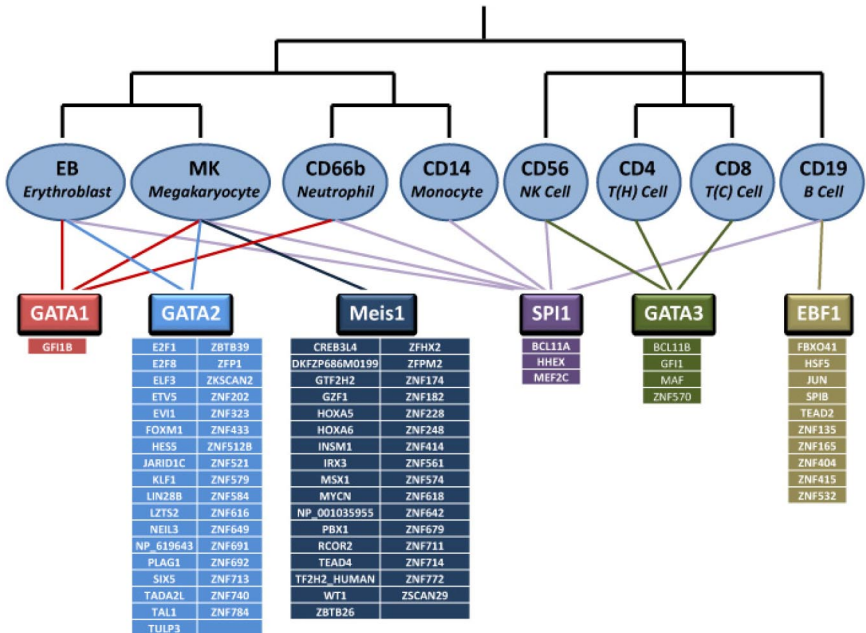 EB MK CD66b CD14 CD56 CD4 CD8 CD19
Erythroblast Megakaryocyte Neutrophil Monocyte NK Cell T(H) Cell T(C) Cell B Cell
GATA1 GATA2 Meis1 SPI1 GATA3 EBF1
GFI1B
E2F1 ZBTB39
E2F8 ZFP1
ELF3 ZKSCAN2
ETV5 ZNF202
EVI1 ZNF323
FOXM1 ZNF433
HES5 ZNF512B
JARID1C ZNF521
KLF1 ZNF579
LIN28B ZNF584
LZTS2 ZNF616
NEIL3 ZNF649
NP_619643 ZNF691
PLAG1 ZNF692
SIX5 ZNF713
TADA2L ZNF740
TAL1 ZNF784
TULP3
CREB3L4 ZFHX2
DKFZP686M0199 ZFPM2
GTF2H2 ZNF174
GZF1 ZNF182
HOXA5 ZNF228
HOXA6 ZNF248
INSM1 ZNF414
IRX3 ZNF561
MSX1 ZNF574
MYCN ZNF618
NP_001035955 ZNF642
PBX1 ZNF679
RCOR2 ZNF711
TEAD4 ZNF714
TF2H2_HUMAN ZNF772
WT1 ZSCAN29
ZBTB26
BCL11A
HHEX
MEF2C
BCL11B
GFI1
MAF
ZNF570
FBXO41
HSF5
JUN
SPIB
TEAD2
ZNF135
ZNF165
ZNF404
ZNF415
ZNF532